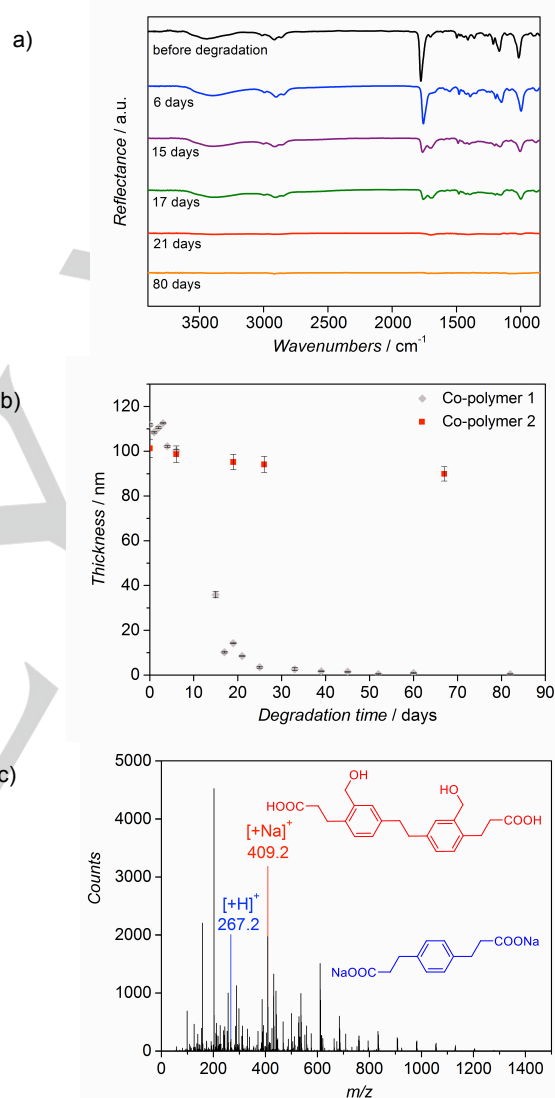 a)
before degradation
6 days
15 days
17 days
21 days
80 days
Reflectance / a.u.
3500 3000 2500 2000 1500 1000
Wavenumbers / cm-1
b)
Co-polymer 1
Co-polymer 2
120
100
80
60
40
20
0
Thickness / nm
0 10 20 30 40 50 60 70 80 90
Degradation time / days
c)
5000
4000
3000
2000
1000
0
Counts
OH
HO
HOOC
COOH
[+Na]+
409.2
[+H]+
267.2
COONa
NaOOC
0 200 400 600 800 1000 1200 1400
m/z